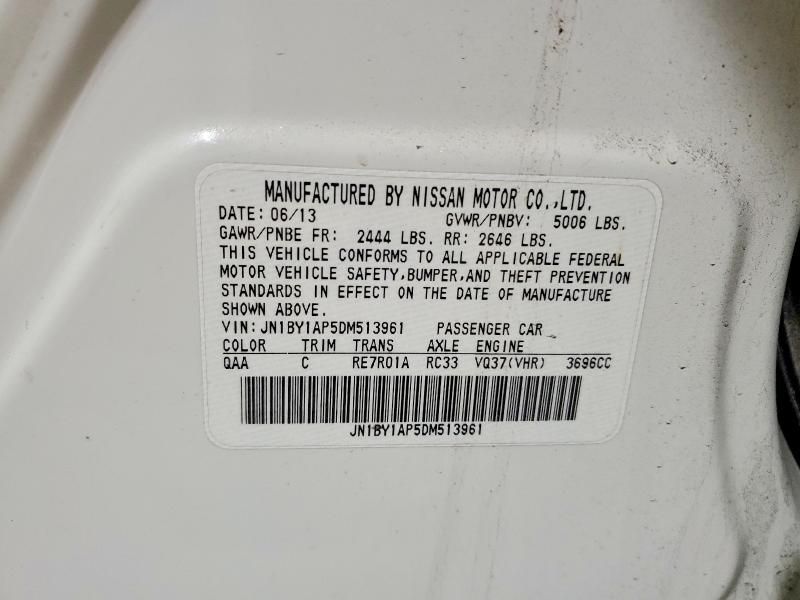 MANUFACTURED BY NISSAN MOTOR CO.,LTD.
DATE: 06/13 GVWR/PNBV: 5006 LBS.
GAWR/PNBE FR: 2444 LBS. RR: 2646 LBS.
THIS VEHICLE CONFORMS TO ALL APPLICABLE FEDERAL
MOTOR VEHICLE SAFETY,BUMPER,AND THEFT PREVENTION
STANDARDS IN EFFECT ON THE DATE OF MANUFACTURE
SHOWN ABOVE.
VIN: JN1BY1AP5DM513961 PASSENGER CAR
COLOR TRIM TRANS AXLE ENGINE
QAA C RE7R01A RC33 VQ37(VHR) 3696CC
JN1BY1AP5DM513961